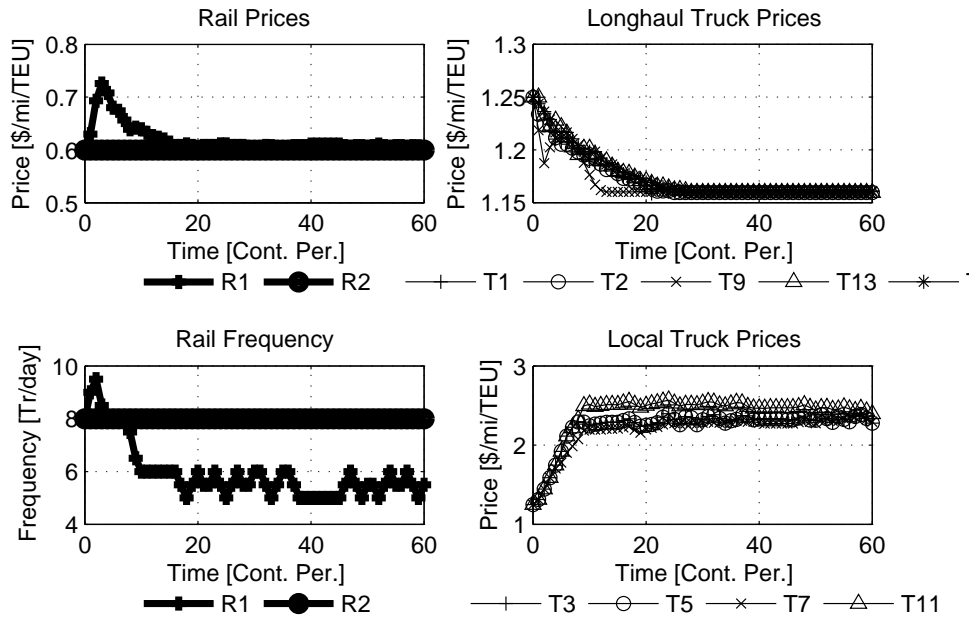 Rail Prices
Price [$/mi/TEU]
0.8
0.7
0.6
0.5
0 20 40 60
Time [Cont. Per.]
R1 R2
Longhaul Truck Prices
Price [$/mi/TEU]
1.3
1.25
1.2
1.15
0 20 40 60
Time [Cont. Per.]
T1 T2 T9 T13
Rail Frequency
Frequency [Tr/day]
10
8
6
4
0 20 40 60
Time [Cont. Per.]
R1 R2
Local Truck Prices
Price [$/mi/TEU]
3
2
1
0 20 40 60
Time [Cont. Per.]
T3 T5 T7 T11